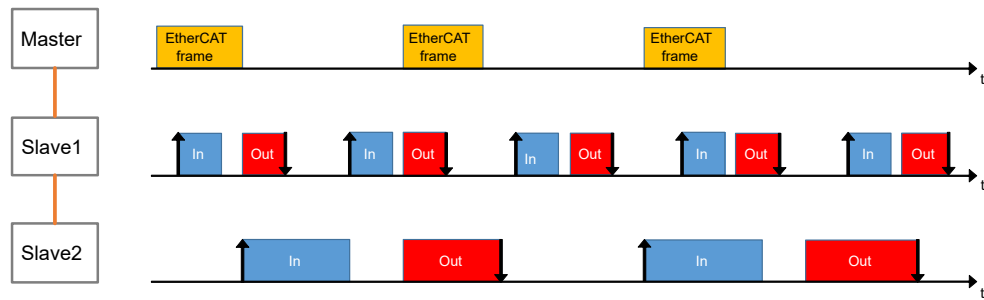 Master
EtherCAT
frame
EtherCAT
frame
EtherCAT
frame
t
Slave1
In
Out
In
Out
In
Out
In
Out
In
Out
t
Slave2
In
Out
In
Out
t